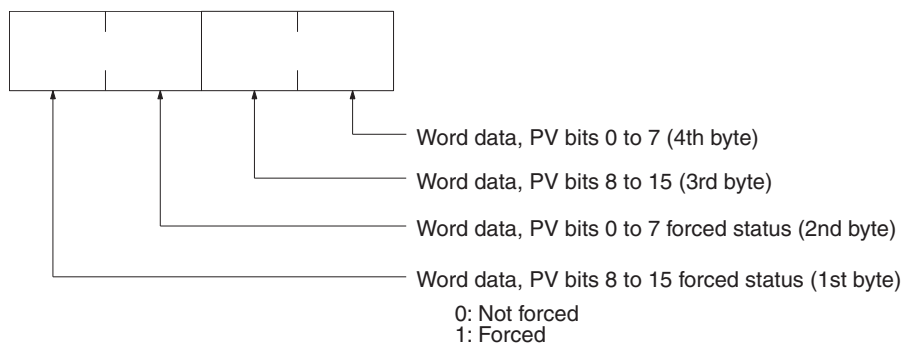 Word data, PV bits 0 to 7 (4th byte)
Word data, PV bits 8 to 15 (3rd byte)
Word data, PV bits 0 to 7 forced status (2nd byte)
Word data, PV bits 8 to 15 forced status (1st byte)
0: Not forced
1: Forced